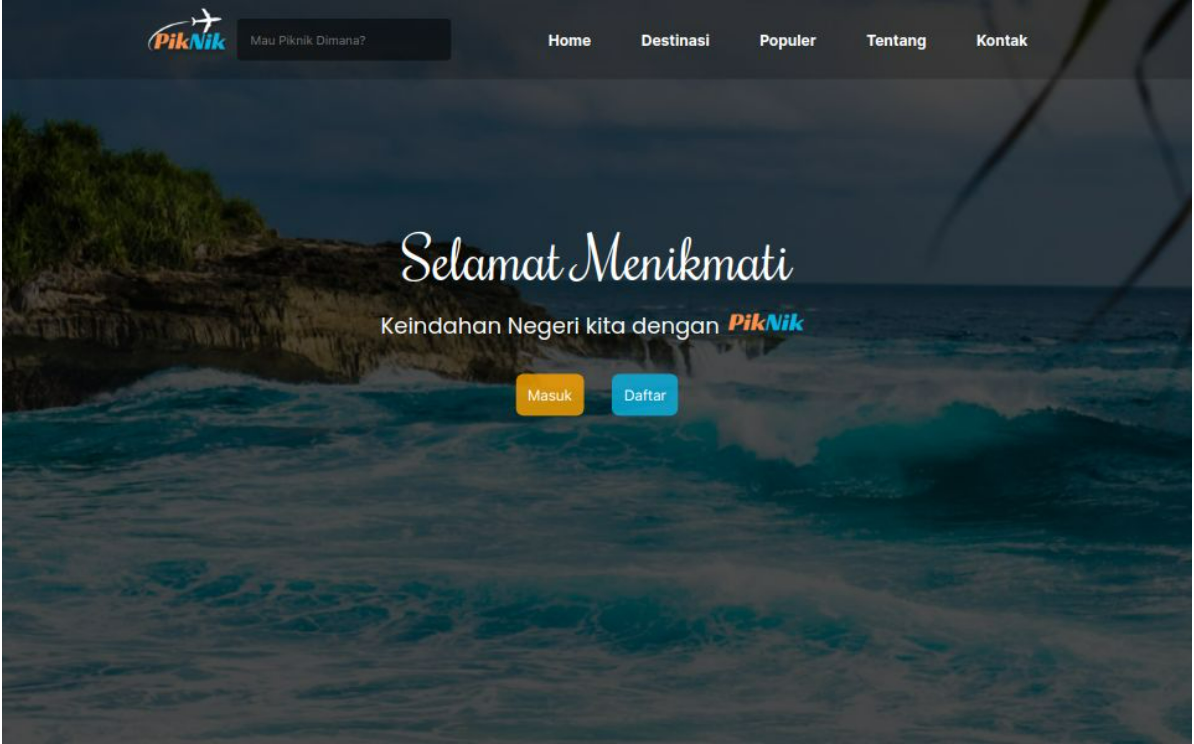 PikNik
Mau Piknik Dimana?
Home Destinasi Populer Tentang Kontak
Selamat Menikmati
Keindahan Negeri kita dengan PikNik
Masuk Daftar